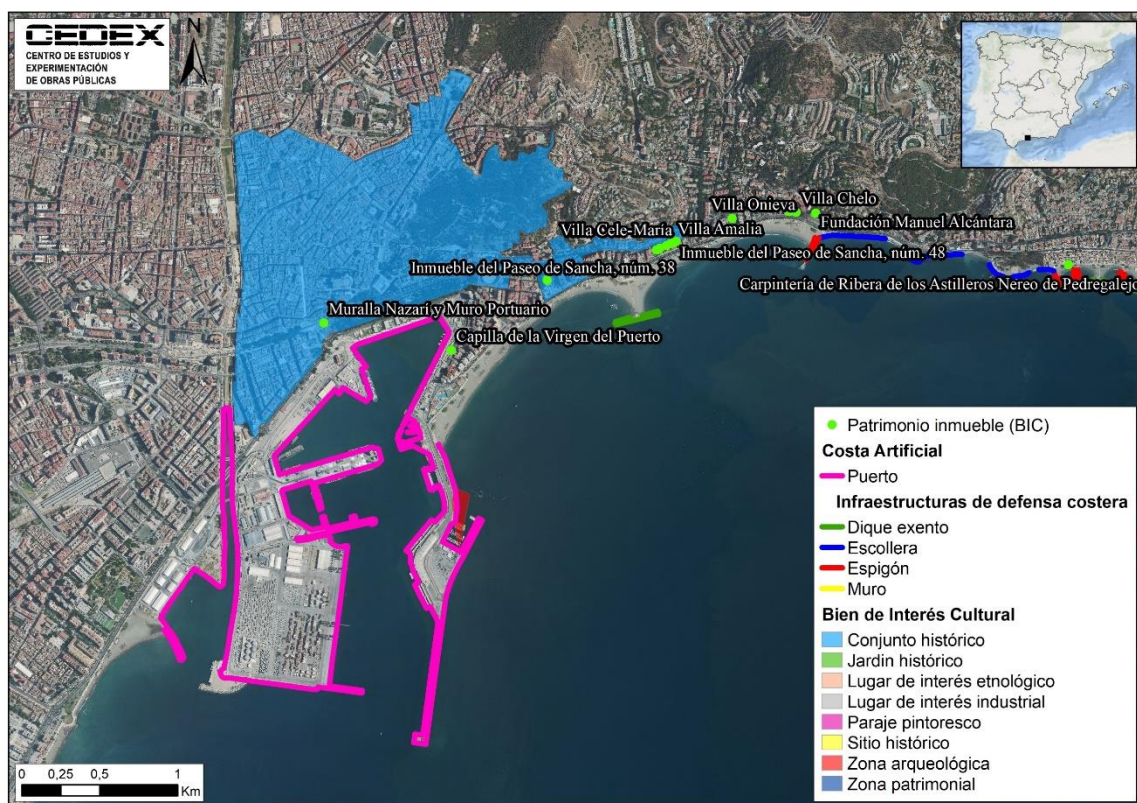 CEDEX
CENTRO DE ESTUDIOS Y
EXPERIMENTACIÓN
DE OBRAS PÚBLICAS
N
Villa Onieva
Villa Chelo
Fundación Manuel Alcántara
Villa Cele-María
Villa Amalia
Inmueble del Paseo de Sancha, núm. 48
Inmueble del Paseo de Sancha, núm. 38
Carpintería de Ribera de los Astilleros Nereo de Pedregalejo
Muralla Nazarí y Muro Portuario
Capilla de la Virgen del Puerto
Patrimonio inmueble (BIC)
Costa Artificial
Puerto
Infraestructuras de defensa costera
Dique exento
Escollera
Espigón
Muro
Bien de Interés Cultural
Conjunto histórico
Jardin histórico
Lugar de interés etnológico
Lugar de interés industrial
Paraje pintoresco
Sitio histórico
Zona arqueológica
Zona patrimonial
0 0,25 0,5 1
Km